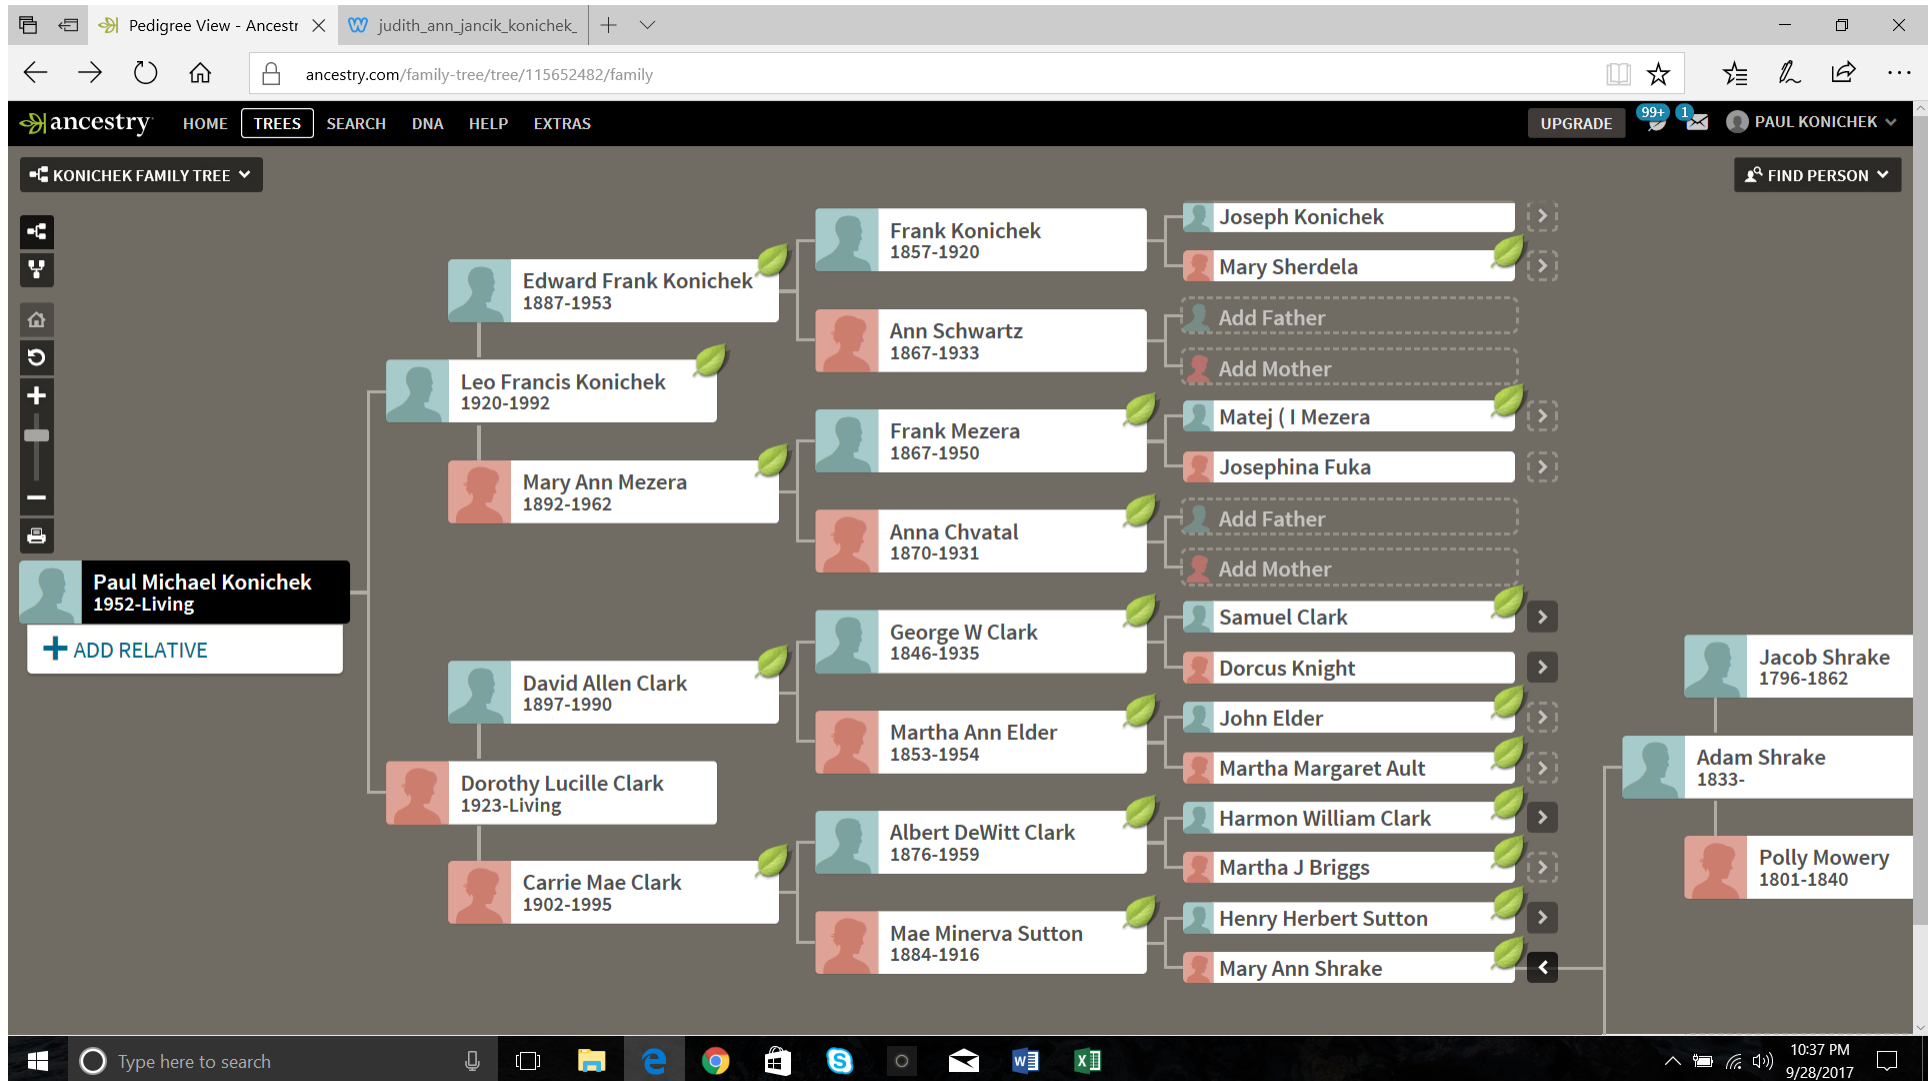 Pedigree View - Ancestr
judith_ann_jancik_konichek_
ancestry.com/family-tree/tree/115652482/family
ancestry
HOME
TREES
SEARCH
DNA
HELP
EXTRAS
UPGRADE
99+
1
PAUL KONICHEK
KONICHEK FAMILY TREE
FIND PERSON
Paul Michael Konichek
1952-Living
ADD RELATIVE
Leo Francis Konichek
1920-1992
Dorothy Lucille Clark
1923-Living
Edward Frank Konichek
1887-1953
Mary Ann Mezera
1892-1962
David Allen Clark
1897-1990
Carrie Mae Clark
1902-1995
Frank Konichek
1857-1920
Ann Schwartz
1867-1933
Frank Mezera
1867-1950
Anna Chvatal
1870-1931
George W Clark
1846-1935
Martha Ann Elder
1853-1954
Albert DeWitt Clark
1876-1959
Mae Minerva Sutton
1884-1916
Joseph Konichek
Mary Sherdela
Add Father
Add Mother
Matej ( I Mezera
Josephina Fuka
Add Father
Add Mother
Samuel Clark
Dorcus Knight
John Elder
Martha Margaret Ault
Harmon William Clark
Martha J Briggs
Henry Herbert Sutton
Mary Ann Shrake
Jacob Shrake
1796-1862
Adam Shrake
1833-
Polly Mowery
1801-1840
Type here to search
10:37 PM
9/28/2017